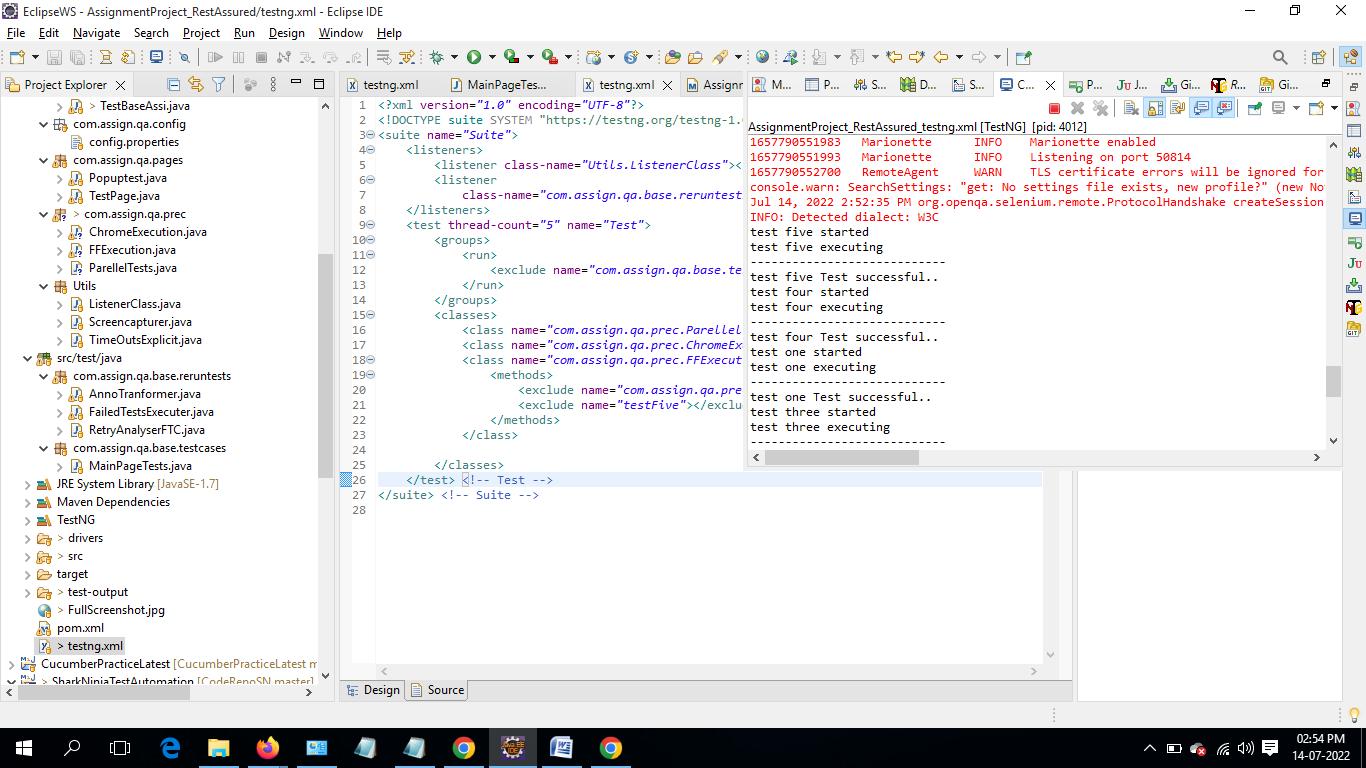 EclipseWS - AssignmentProject_RestAssured/testng.xml - Eclipse IDE
File Edit Navigate Search Project Run Design Window Help
Project Explorer
> TestBaseAssi.java
com.assign.qa.config
config.properties
com.assign.qa.pages
Popuptest.java
TestPage.java
> com.assign.qa.prec
ChromeExecution.java
FFExecution.java
ParellelTests.java
Utils
ListenerClass.java
Screencapturer.java
TimeOutsExplicit.java
src/test/java
com.assign.qa.base.reruntests
AnnoTranformer.java
FailedTestsExecuter.java
RetryAnalyserFTC.java
com.assign.qa.base.testcases
MainPageTests.java
JRE System Library [JavaSE-1.7]
Maven Dependencies
TestNG
> drivers
> src
target
> test-output
> FullScreenshot.jpg
pom.xml
> testng.xml
CucumberPracticeLatest [CucumberPracticeLatest m
> SharkNinjaTestAutomation [CodeRepoSN master]
testng.xml MainPageTes... testng.xml Assignm
1 <?xml version="1.0" encoding="UTF-8"?>
2 <!DOCTYPE suite SYSTEM "https://testng.org/testng-1.
3 <suite name="Suite">
4 <listeners>
5 <listener class-name="Utils.ListenerClass"><
6 <listener
7 class-name="com.assign.qa.base.reruntest
8 </listeners>
9 <test thread-count="5" name="Test">
10 <groups>
11 <run>
12 <exclude name="com.assign.qa.base.te
13 </run>
14 </groups>
15 <classes>
16 <class name="com.assign.qa.prec.Parellel
17 <class name="com.assign.qa.prec.ChromeEx
18 <class name="com.assign.qa.prec.FFExecut
19 <methods>
20 <exclude name="com.assign.qa.pre
21 <exclude name="testFive"></exclu
22 </methods>
23 </class>
24
25 </classes>
26 </test> <!-- Test -->
27 </suite> <!-- Suite -->
28
Design Source
M... P... S... D... S... C... P... J... Gi... R... Gi...
AssignmentProject_RestAssured_testng.xml [TestNG] [pid: 4012]
1657790551983 Marionette INFO Marionette enabled
1657790551993 Marionette INFO Listening on port 50814
1657790552700 RemoteAgent WARN TLS certificate errors will be ignored for
console.warn: SearchSettings: "get: No settings file exists, new profile?" (new No
Jul 14, 2022 2:52:35 PM org.openqa.selenium.remote.ProtocolHandshake createSession
INFO: Detected dialect: W3C
test five started
test five executing
----------------------------
test five Test successful..
test four started
test four executing
----------------------------
test four Test successful..
test one started
test one executing
----------------------------
test one Test successful..
test three started
test three executing
----------------------------
02:54 PM
14-07-2022